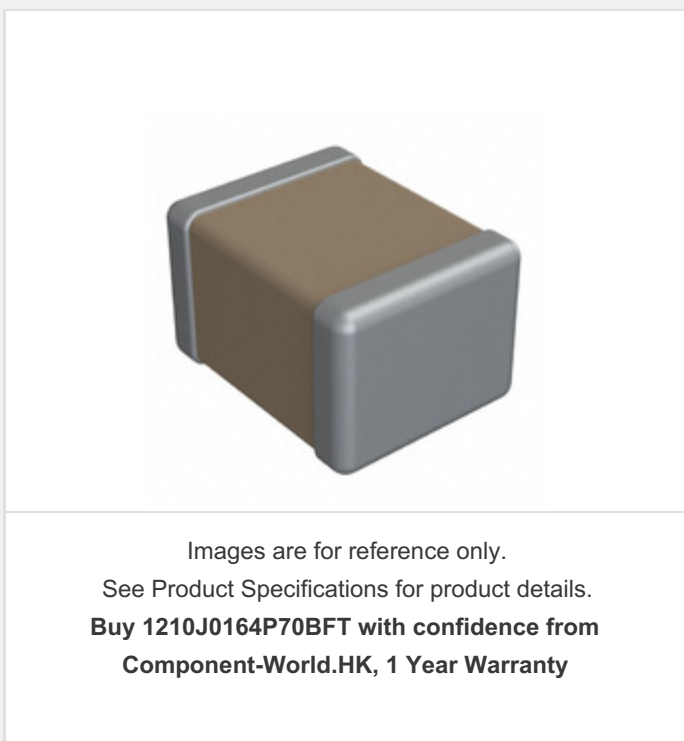 Images are for reference only.
See Product Specifications for product details.
Buy 1210J0164P70BFT with confidence from
Component-World.HK, 1 Year Warranty